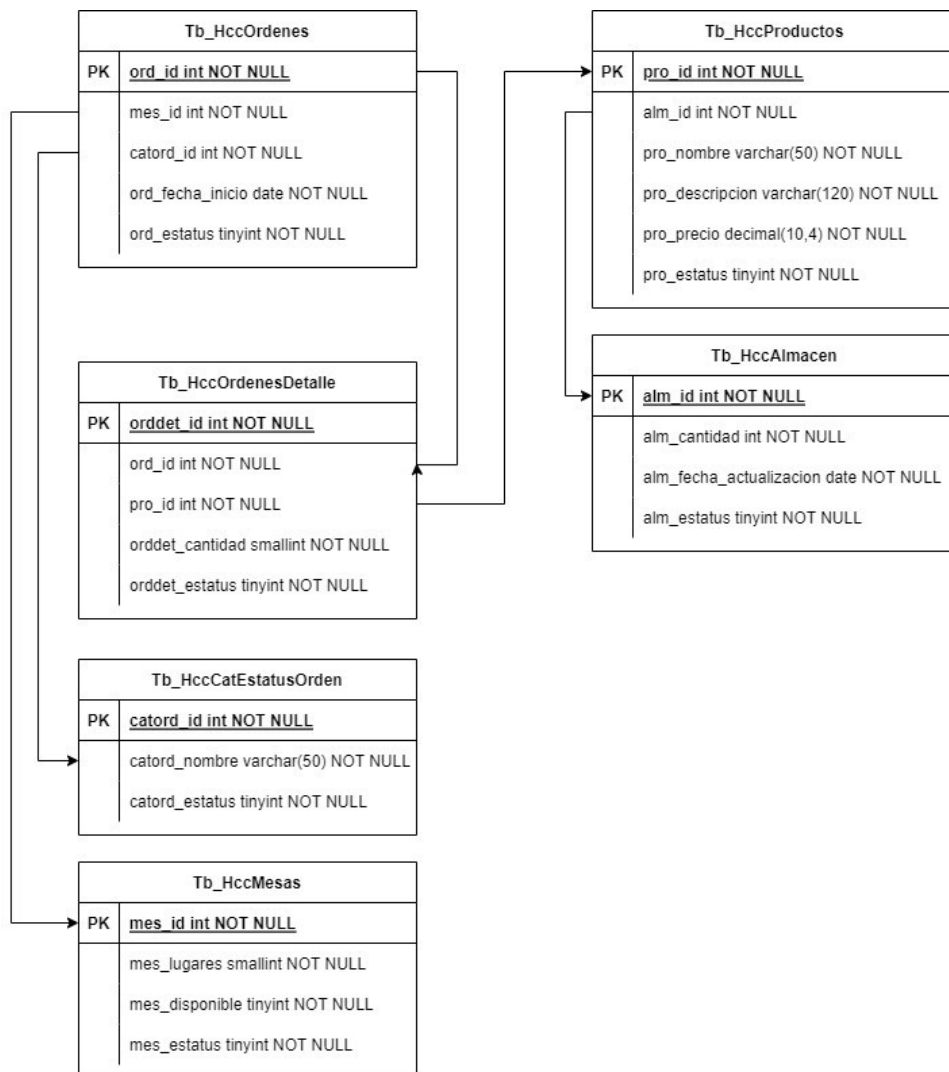 Tb_HccOrdenes
PK ord_id int NOT NULL
mes_id int NOT NULL
catord_id int NOT NULL
ord_fecha_inicio date NOT NULL
ord_estatus tinyint NOT NULL
Tb_HccOrdenesDetalle
PK orddet_id int NOT NULL
ord_id int NOT NULL
pro_id int NOT NULL
orddet_cantidad smallint NOT NULL
orddet_estatus tinyint NOT NULL
Tb_HccCatEstatusOrden
PK catord_id int NOT NULL
catord_nombre varchar(50) NOT NULL
catord_estatus tinyint NOT NULL
Tb_HccMesas
PK mes_id int NOT NULL
mes_lugares smallint NOT NULL
mes_disponible tinyint NOT NULL
mes_estatus tinyint NOT NULL
Tb_HccProductos
PK pro_id int NOT NULL
alm_id int NOT NULL
pro_nombre varchar(50) NOT NULL
pro_descripcion varchar(120) NOT NULL
pro_precio decimal(10,4) NOT NULL
pro_estatus tinyint NOT NULL
Tb_HccAlmacen
PK alm_id int NOT NULL
alm_cantidad int NOT NULL
alm_fecha_actualizacion date NOT NULL
alm_estatus tinyint NOT NULL